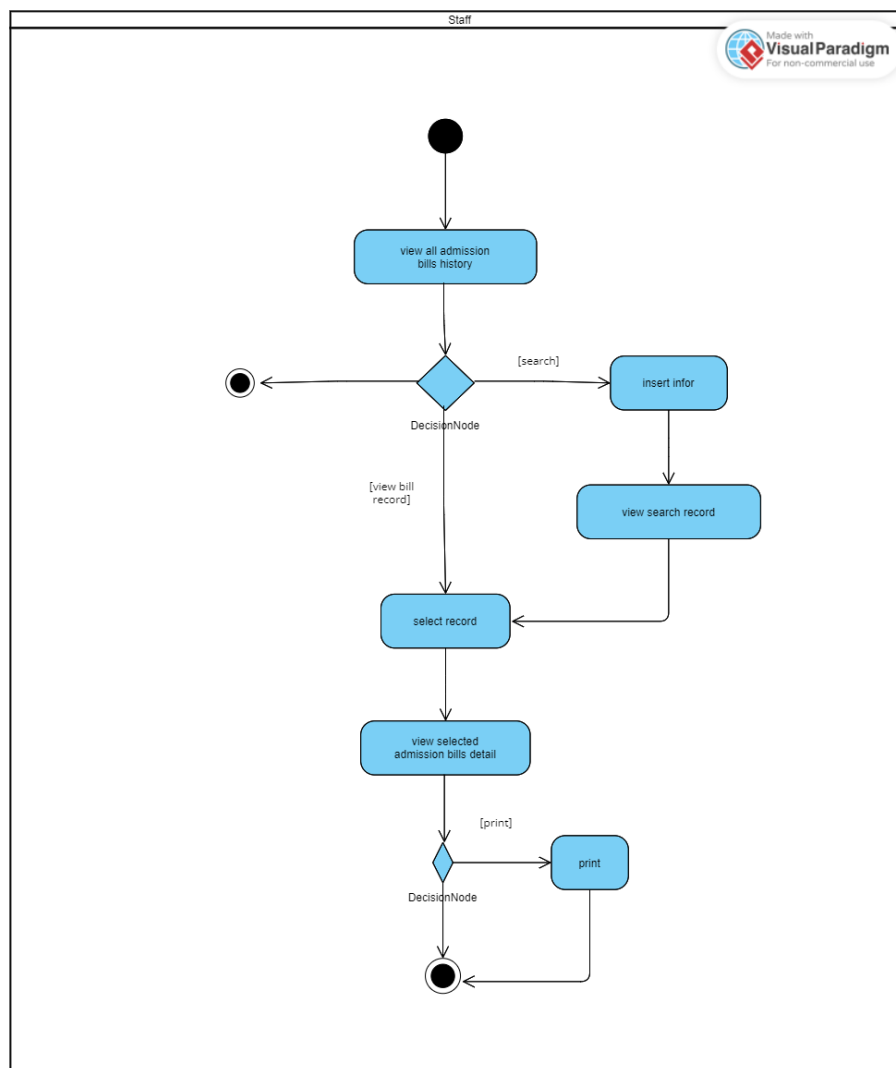 Staff
Made with
Visual Paradigm
For non-commercial use
view all admission
bills history
[search]
insert infor
DecisionNode
[view bill
record]
view search record
select record
view selected
admission bills detail
[print]
print
DecisionNode